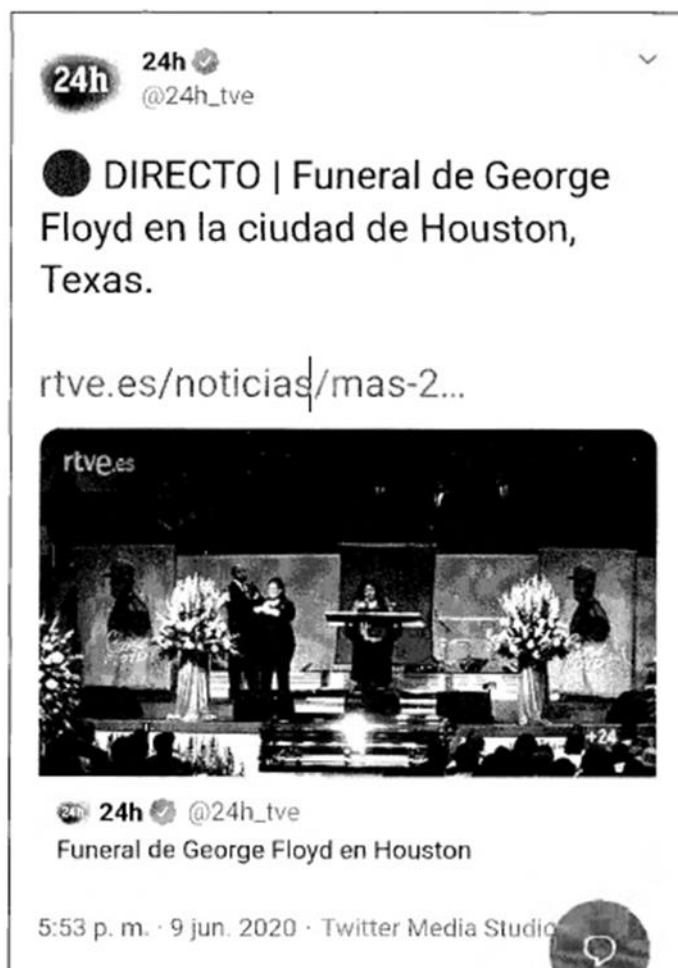 24h
24h
@24h_tve
DIRECTO | Funeral de George
Floyd en la ciudad de Houston,
Texas.
rtve.es/noticias/mas-2...
rtve.es
+24
24h 24h @24h_tve
Funeral de George Floyd en Houston
5:53 p. m. · 9 jun. 2020 · Twitter Media Studio